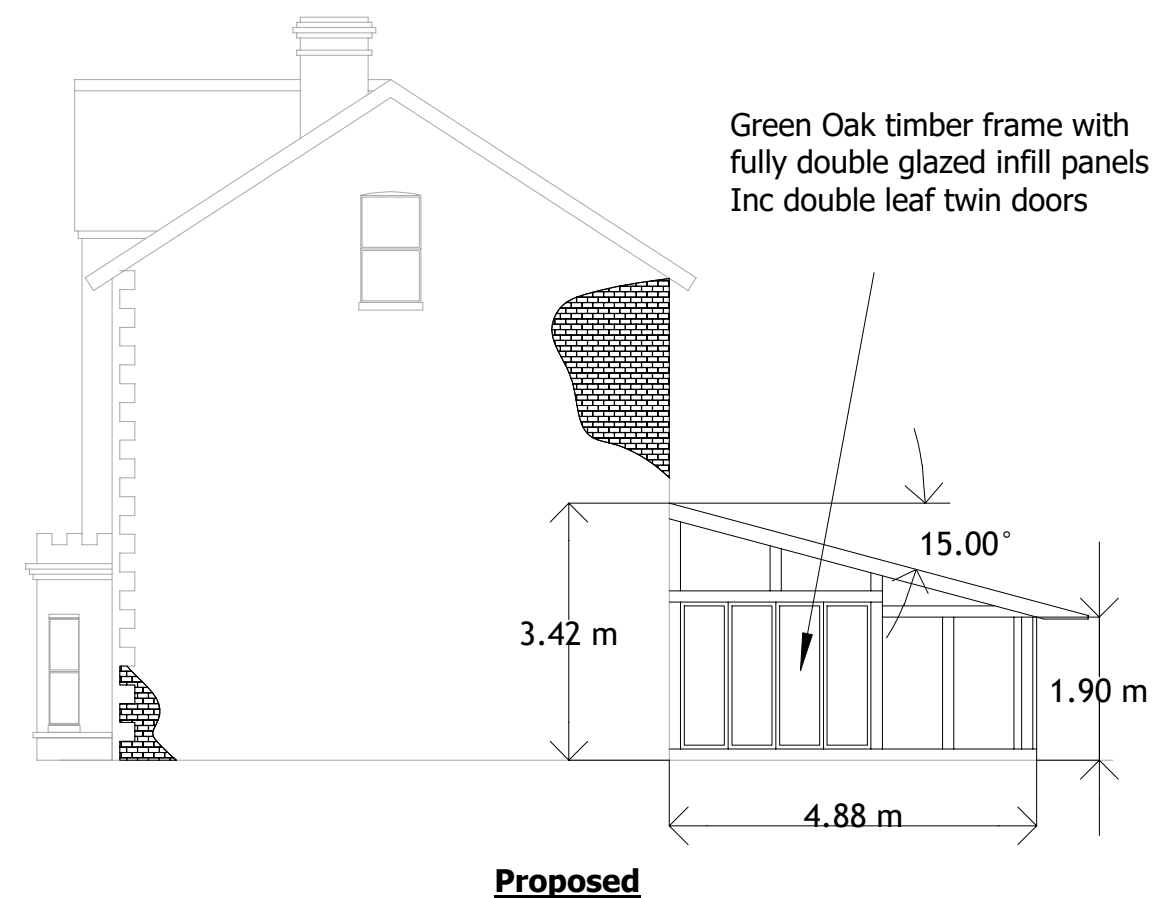 Green Oak timber frame with
fully double glazed infill panels
Inc double leaf twin doors
15.00°
3.42 m
1.90 m
4.88 m
Proposed